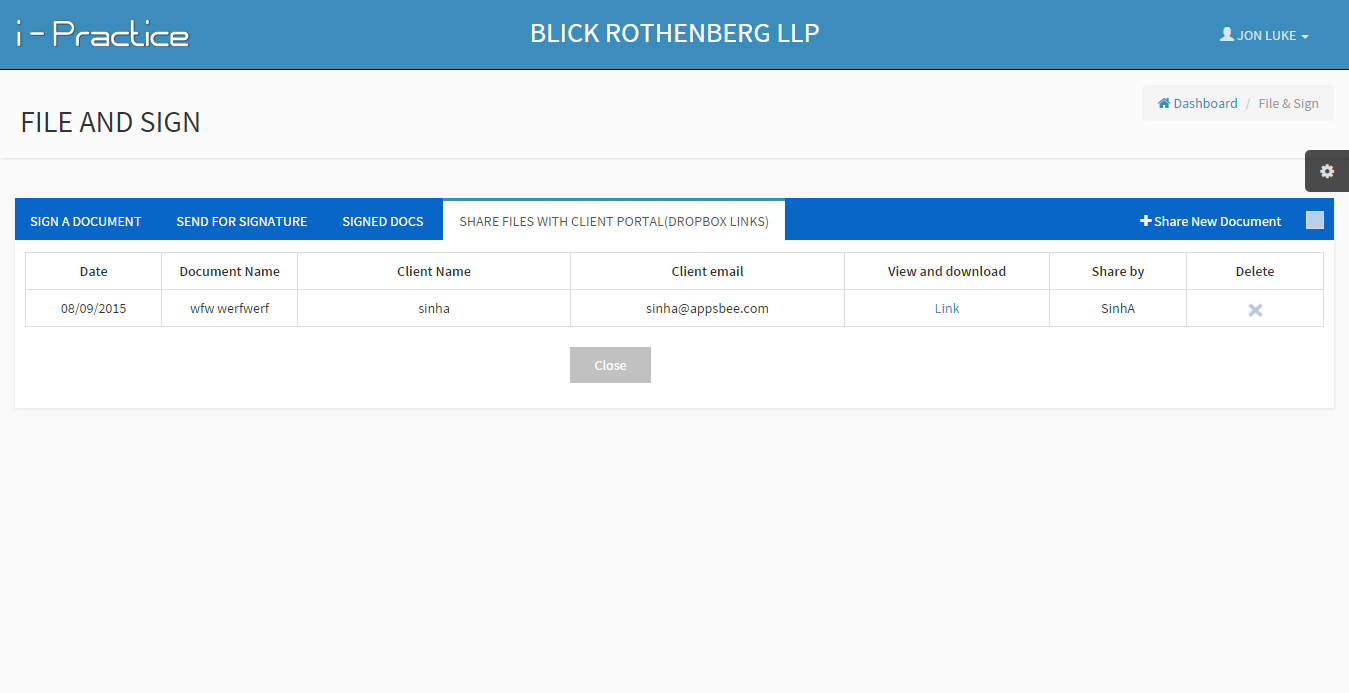 i-Practice
BLICK ROTHENBERG LLP
JON LUKE
FILE AND SIGN
Dashboard / File & Sign
SIGN A DOCUMENT SEND FOR SIGNATURE SIGNED DOCS SHARE FILES WITH CLIENT PORTAL(DROPBOX LINKS) Share New Document
Date Document Name Client Name Client email View and download Share by Delete
08/09/2015 wfw werfwerf sinha sinha@appsbee.com Link SinhA
Close